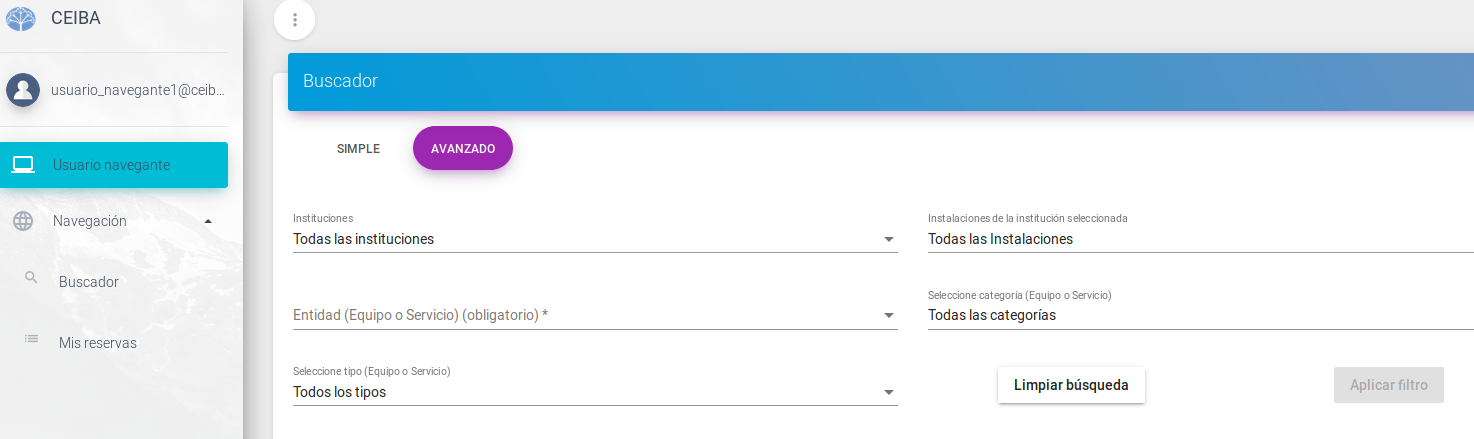 CEIBA
usuario_navegante1@ceib...
Usuario navegante
Navegación
Buscador
Mis reservas
Buscador
SIMPLE
AVANZADO
Instituciones
Todas las instituciones
Instalaciones de la institución seleccionada
Todas las Instalaciones
Entidad (Equipo o Servicio) (obligatorio) *
Seleccione categoría (Equipo o Servicio)
Todas las categorías
Seleccione tipo (Equipo o Servicio)
Todos los tipos
Limpiar búsqueda
Aplicar filtro